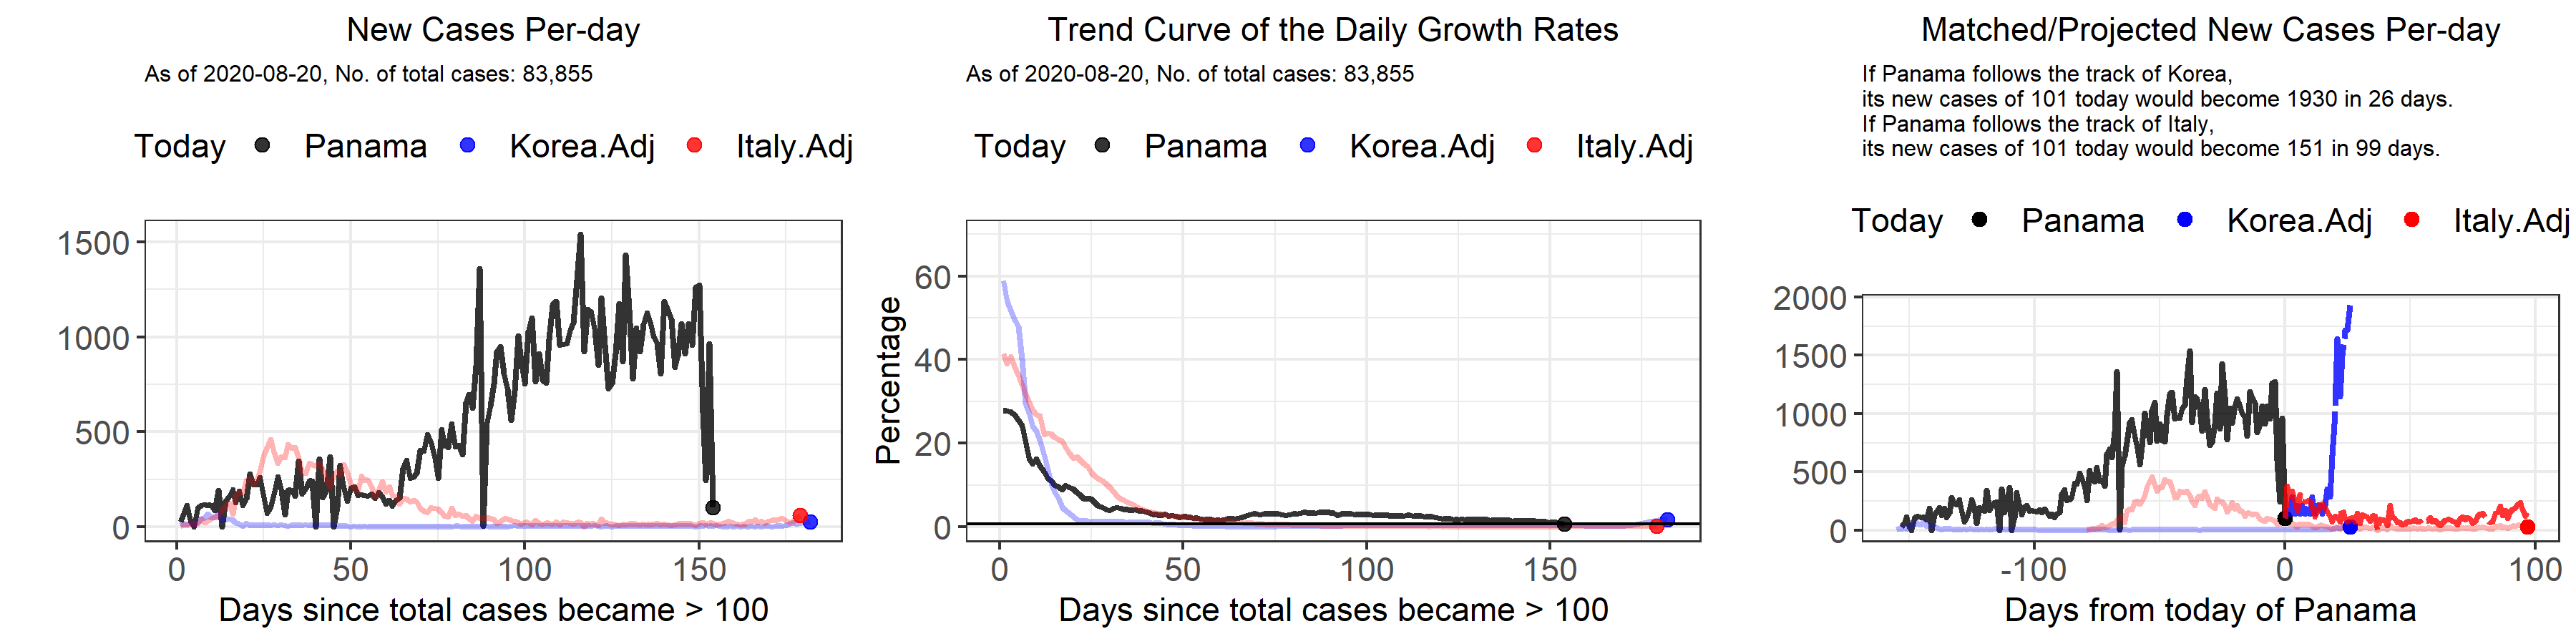 New Cases Per-day
As of 2020-08-20, No. of total cases: 83,855
Today Panama Korea.Adj Italy.Adj
1500
1000
500
0
0 50 100 150
Days since total cases became > 100
Trend Curve of the Daily Growth Rates
As of 2020-08-20, No. of total cases: 83,855
Today Panama Korea.Adj Italy.Adj
Percentage
60
40
20
0
0 50 100 150
Days since total cases became > 100
Matched/Projected New Cases Per-day
If Panama follows the track of Korea,
its new cases of 101 today would become 1930 in 26 days.
If Panama follows the track of Italy,
its new cases of 101 today would become 151 in 99 days.
Today Panama Korea.Adj Italy.Adj
2000
1500
1000
500
0
-100 0 100
Days from today of Panama